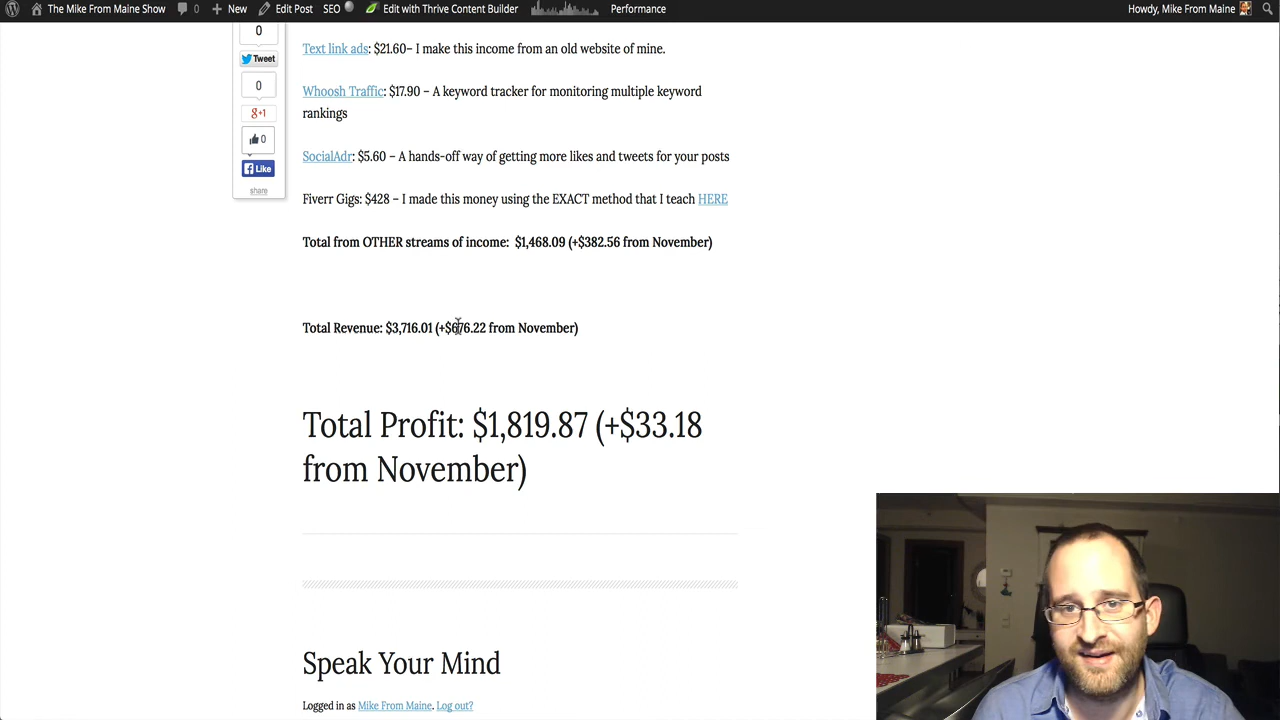 The Mike From Maine Show 0 New Edit Post SEO Edit with Thrive Content Builder Performance Howdy, Mike From Maine
0
Tweet
0
g+1
0
Like
share
Text link ads: $21.60– I make this income from an old website of mine.
Whoosh Traffic: $17.90 – A keyword tracker for monitoring multiple keyword
rankings
SocialAdr: $5.60 – A hands-off way of getting more likes and tweets for your posts
Fiverr Gigs: $428 – I made this money using the EXACT method that I teach HERE
Total from OTHER streams of income: $1,468.09 (+$382.56 from November)
Total Revenue: $3,716.01 (+$676.22 from November)
Total Profit: $1,819.87 (+$33.18
from November)
Speak Your Mind
Logged in as Mike From Maine. Log out?